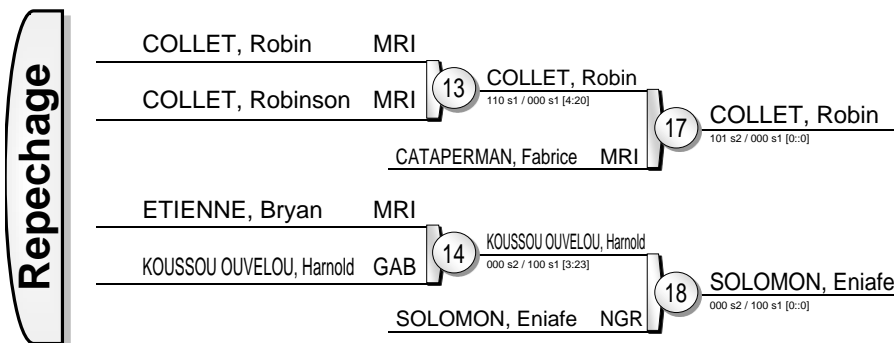 Repechage
COLLET, Robin MRI
COLLET, Robinson MRI
13
COLLET, Robin
110 s1 / 000 s1 [4:20]
CATAPERMAN, Fabrice MRI
17
COLLET, Robin
101 s2 / 000 s1 [0::0]
ETIENNE, Bryan MRI
KOUSSOU OUVELOU, Harnold GAB
14
KOUSSOU OUVELOU, Harnold
000 s2 / 100 s1 [3:23]
SOLOMON, Eniafe NGR
18
SOLOMON, Eniafe
000 s2 / 100 s1 [0::0]